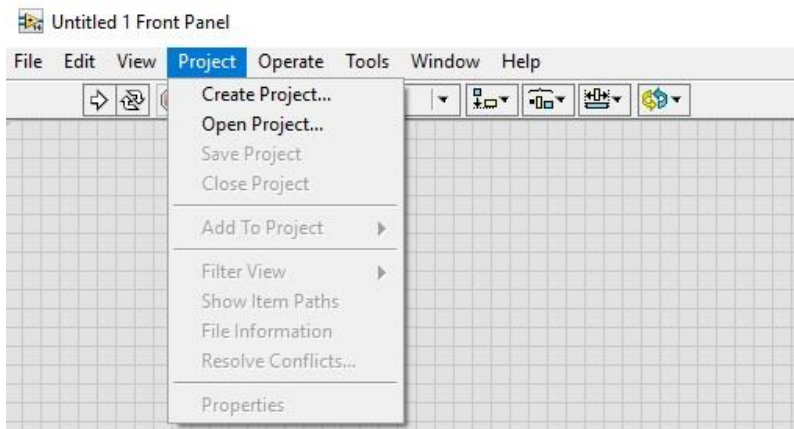 Untitled 1 Front Panel
File Edit View Project Operate Tools Window Help
Create Project...
Open Project...
Save Project
Close Project
Add To Project
Filter View
Show Item Paths
File Information
Resolve Conflicts...
Properties